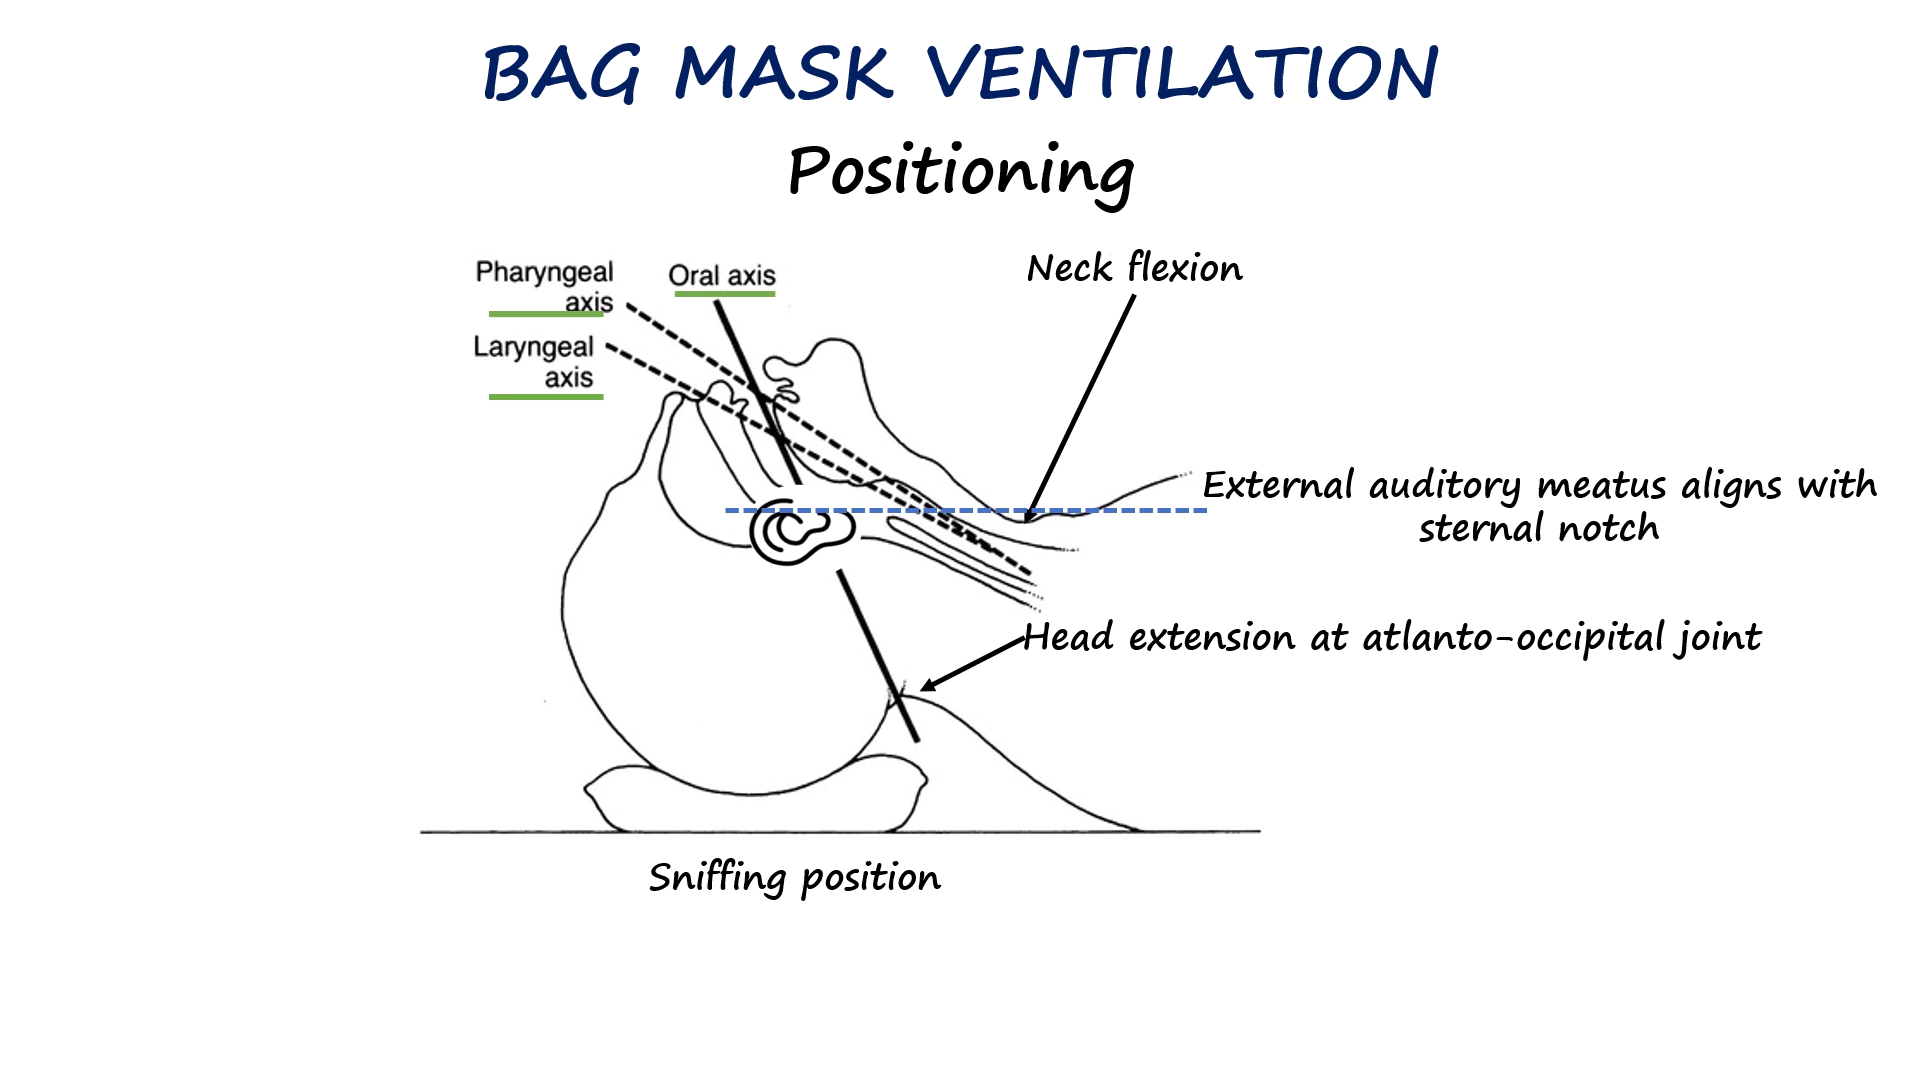 BAG MASK VENTILATION
Positioning
Pharyngeal
axis
Oral axis
Neck flexion
Laryngeal
axis
External auditory meatus aligns with
sternal notch
Head extension at atlanto-occipital joint
Sniffing position